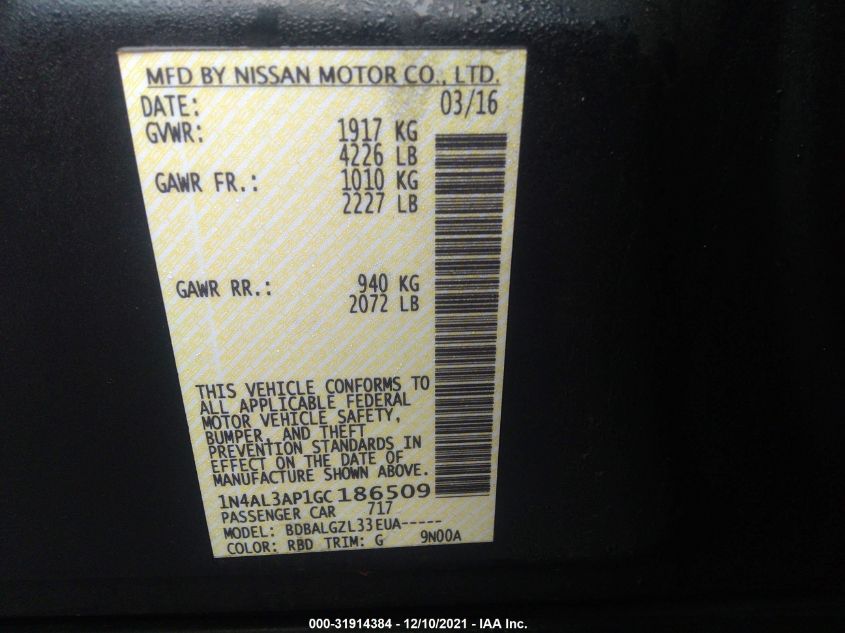 MFD BY NISSAN MOTOR CO., LTD.
DATE: 03/16
GVWR: 1917 KG
4226 LB
GAWR FR.: 1010 KG
2227 LB
GAWR RR.: 940 KG
2072 LB
THIS VEHICLE CONFORMS TO
ALL APPLICABLE FEDERAL
MOTOR VEHICLE SAFETY,
BUMPER, AND THEFT
PREVENTION STANDARDS IN
EFFECT ON THE DATE OF
MANUFACTURE SHOWN ABOVE.
1N4AL3AP1GC186509
PASSENGER CAR 717
MODEL: BDBALGZL33EUA-----
COLOR: RBD TRIM: G 9N00A
000-31914384 - 12/10/2021 - IAA Inc.